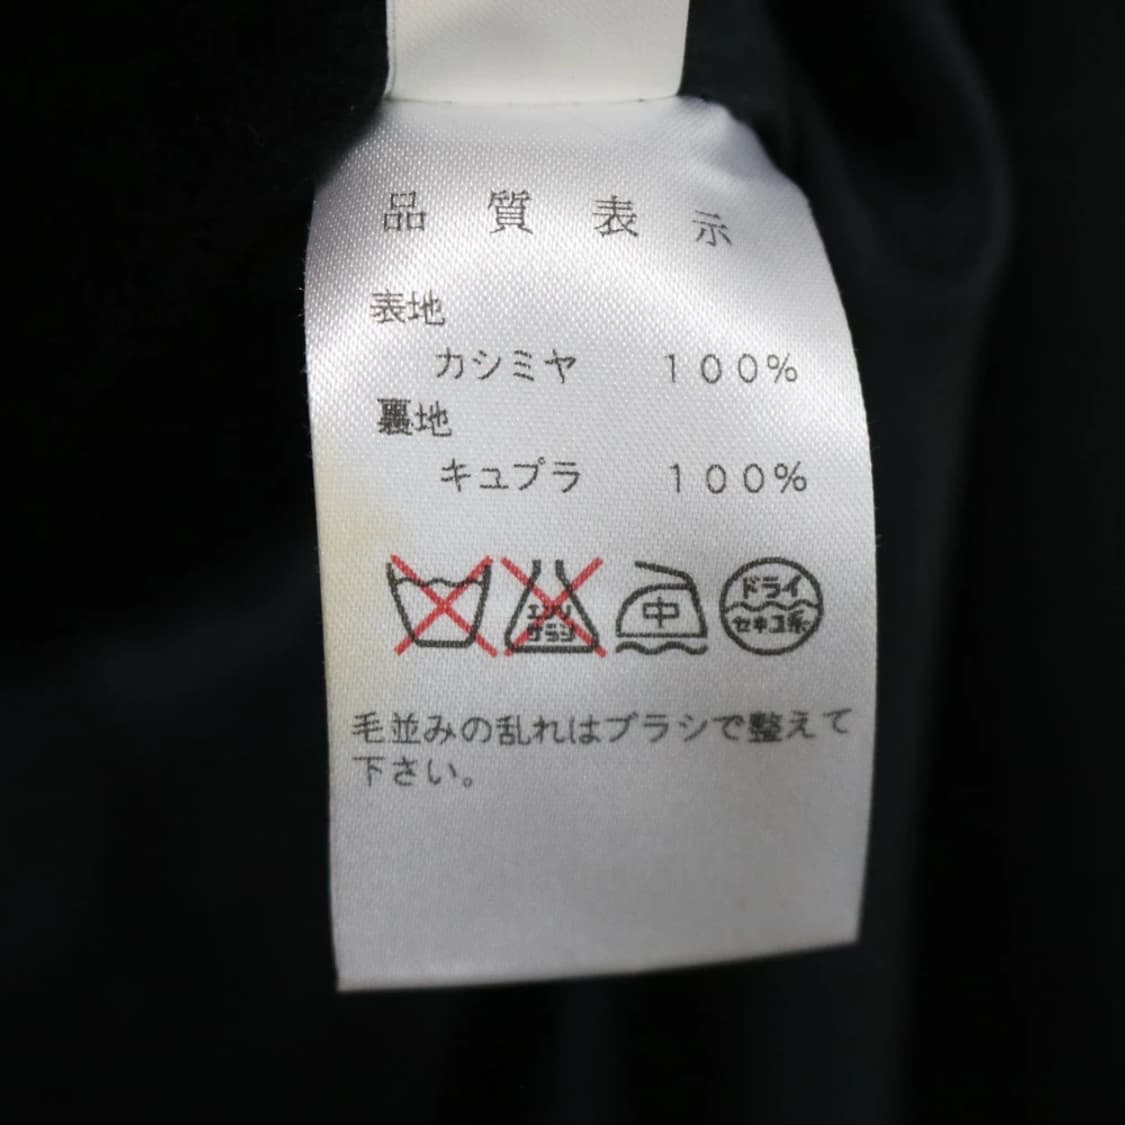 品質表示
表地
カシミヤ 100%
裏地
キュプラ 100%
エンソ
サラシ
中
ドライ
セキユ系
毛並みの乱れはブラシで整えて
下さい。